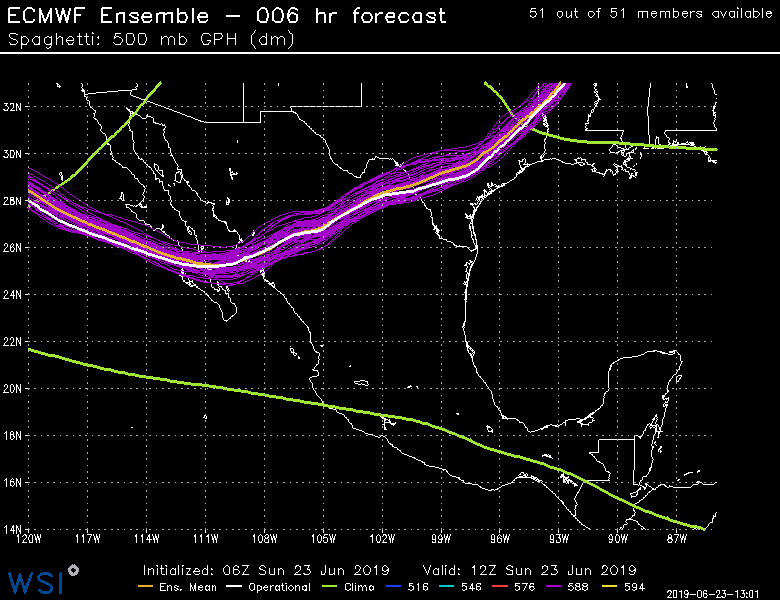 ECMWF Ensemble – 006 hr forecast
51 out of 51 members available
Spaghetti: 500 mb GPH (dm)
32N
30N
28N
26N
24N
22N
20N
18N
16N
14N
120W 117W 114W 111W 108W 105W 102W 99W 96W 93W 90W 87W
Initialized: 06Z Sun 23 Jun 2019 Valid: 12Z Sun 23 Jun 2019
WSI
Ens. Mean Operational Climo 516 546 576 588 594
2019-06-23-13:01